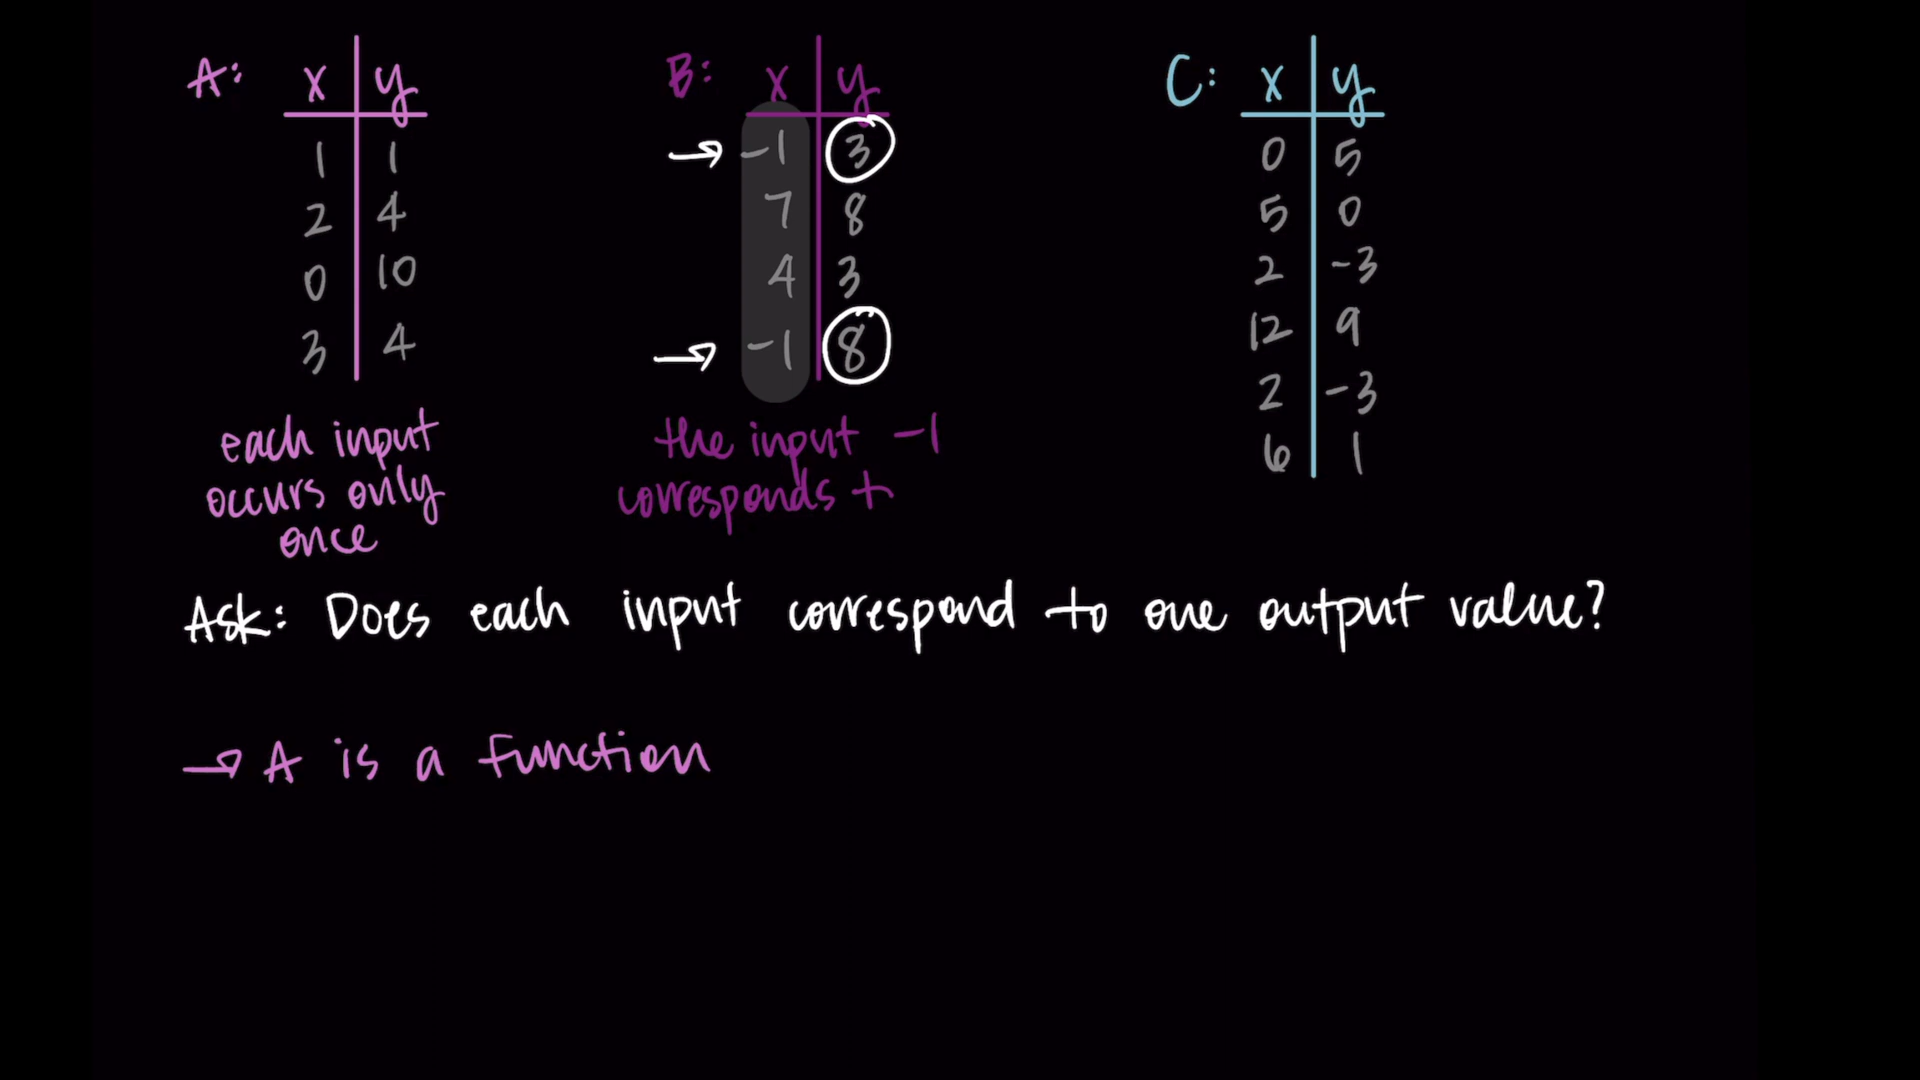 A: x y
1 1
2 4
0 10
3 4
each input
occurs only
once
B: x y
→ -1 3
7 8
4 3
→ -1 8
the input -1
corresponds t
C: x y
0 5
5 0
2 -3
12 9
2 -3
6 1
Ask: Does each input correspond to one output value?
→ A is a function